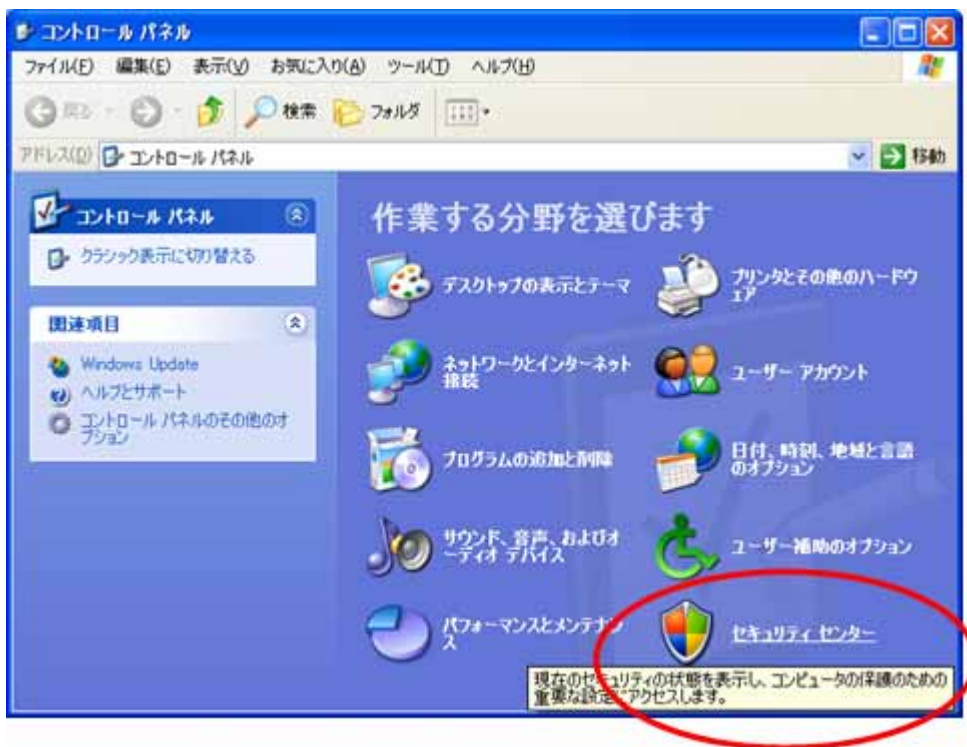 コントロール パネル
ファイル(F) 編集(E) 表示(V) お気に入り(A) ツール(T) ヘルプ(H)
戻る 検索 フォルダ
アドレス(D) コントロール パネル 移動
コントロール パネル
クラシック表示に切り替える
関連項目
Windows Update
ヘルプとサポート
コントロール パネルのその他のオ
プション
作業する分野を選びます
デスクトップの表示とテーマ
プリンタとその他のハードウ
ェア
ネットワークとインターネット
接続
ユーザー アカウント
プログラムの追加と削除
日付、時刻、地域と言語
のオプション
サウンド、音声、およびオ
ーディオ デバイス
ユーザー補助のオプション
パフォーマンスとメンテナン
ス
セキュリティ センター
現在のセキュリティの状態を表示し、コンピュータの保護のための
重要な設定にアクセスします。